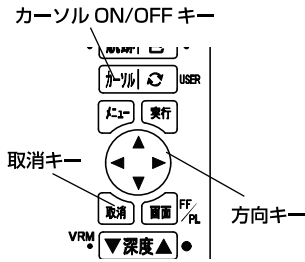 カーソル ON/OFF キー
カーソル USER
メニュー 実行
取消キー
取消 画面 FF/PL
方向キー
VRM ▼深度▲